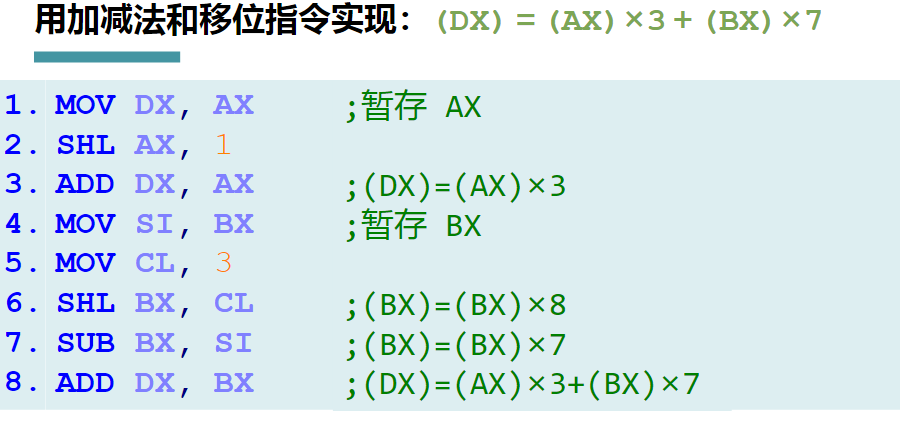 用加减法和移位指令实现：(DX)=(AX)×3+(BX)×7
1. MOV DX, AX ;暂存 AX
2. SHL AX, 1
3. ADD DX, AX ;(DX)=(AX)×3
4. MOV SI, BX ;暂存 BX
5. MOV CL, 3
6. SHL BX, CL ;(BX)=(BX)×8
7. SUB BX, SI ;(BX)=(BX)×7
8. ADD DX, BX ;(DX)=(AX)×3+(BX)×7